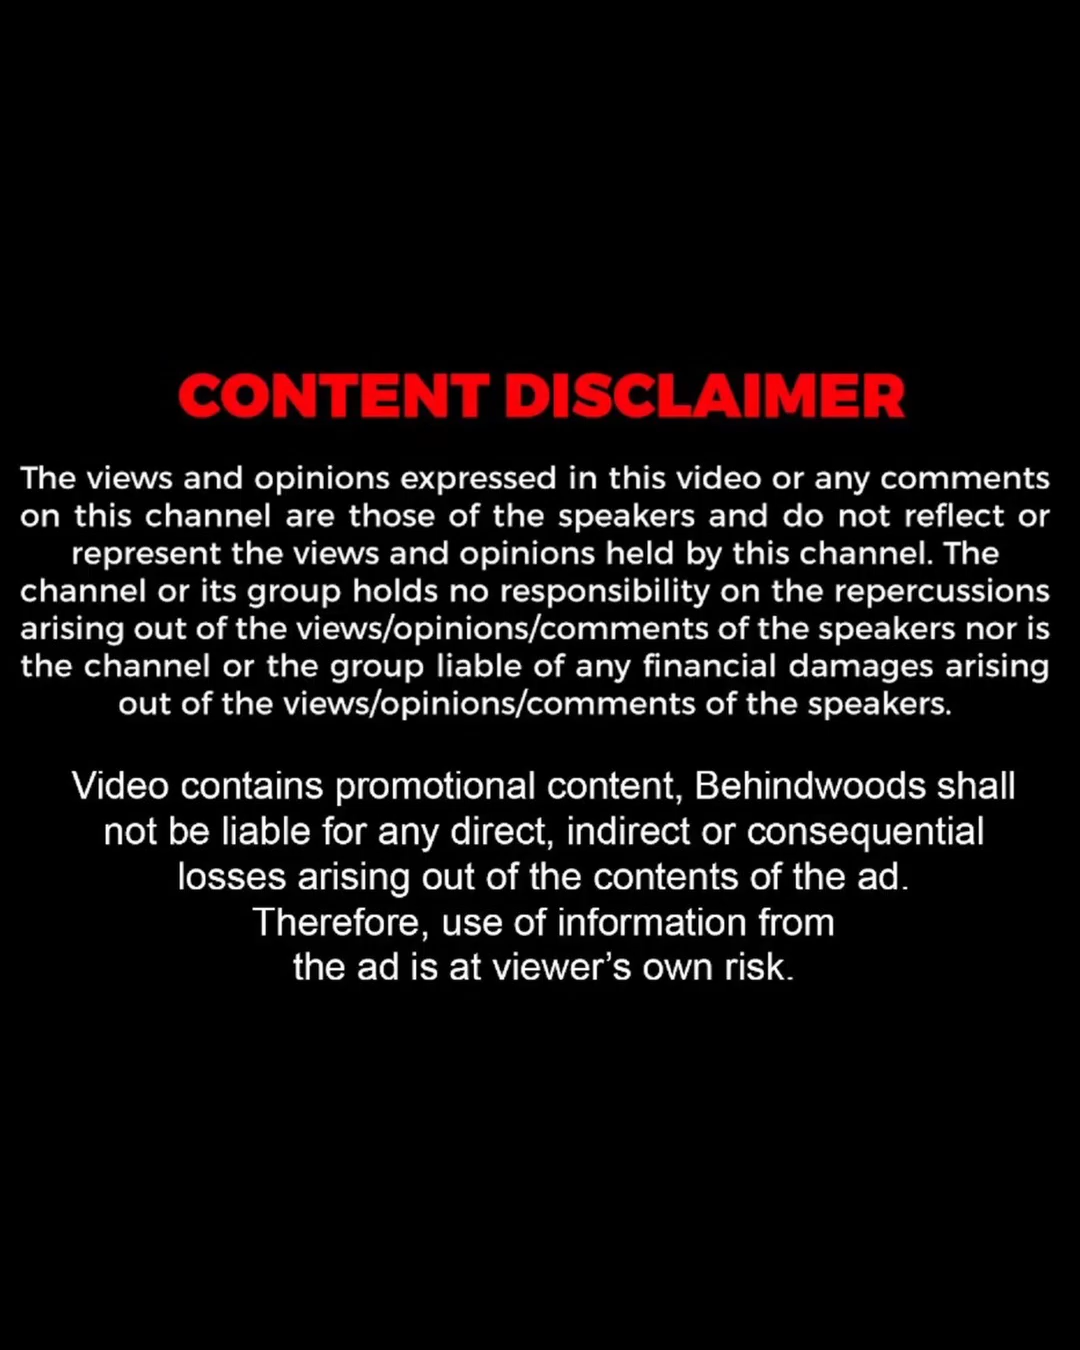 CONTENT DISCLAIMER
The views and opinions expressed in this video or any comments
on this channel are those of the speakers and do not reflect or
represent the views and opinions held by this channel. The
channel or its group holds no responsibility on the repercussions
arising out of the views/opinions/comments of the speakers nor is
the channel or the group liable of any financial damages arising
out of the views/opinions/comments of the speakers.
Video contains promotional content, Behindwoods shall
not be liable for any direct, indirect or consequential
losses arising out of the contents of the ad.
Therefore, use of information from
the ad is at viewer’s own risk.